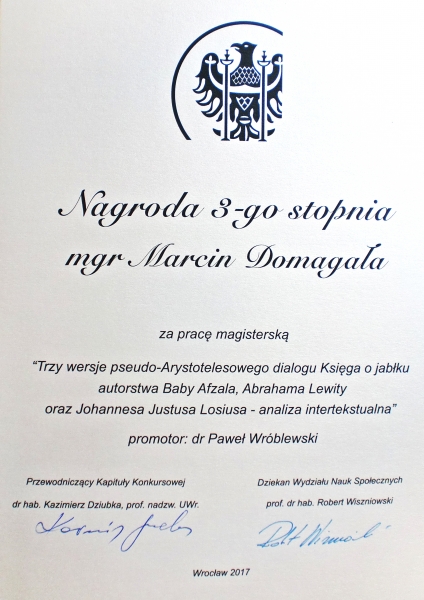 Nagroda 3-go stopnia
mgr Marcin Domagała
za pracę magisterską
“Trzy wersje pseudo-Arystotelesowego dialogu Księga o jabłku
autorstwa Baby Afzala, Abrahama Lewity
oraz Johannesa Justusa Losiusa - analiza intertekstualna”
promotor: dr Paweł Wróblewski
Przewodniczący Kapituły Konkursowej
dr hab. Kazimierz Dziubka, prof. nadzw. UWr.
Dziekan Wydziału Nauk Społecznych
prof. dr hab. Robert Wiszniowski
Wrocław 2017